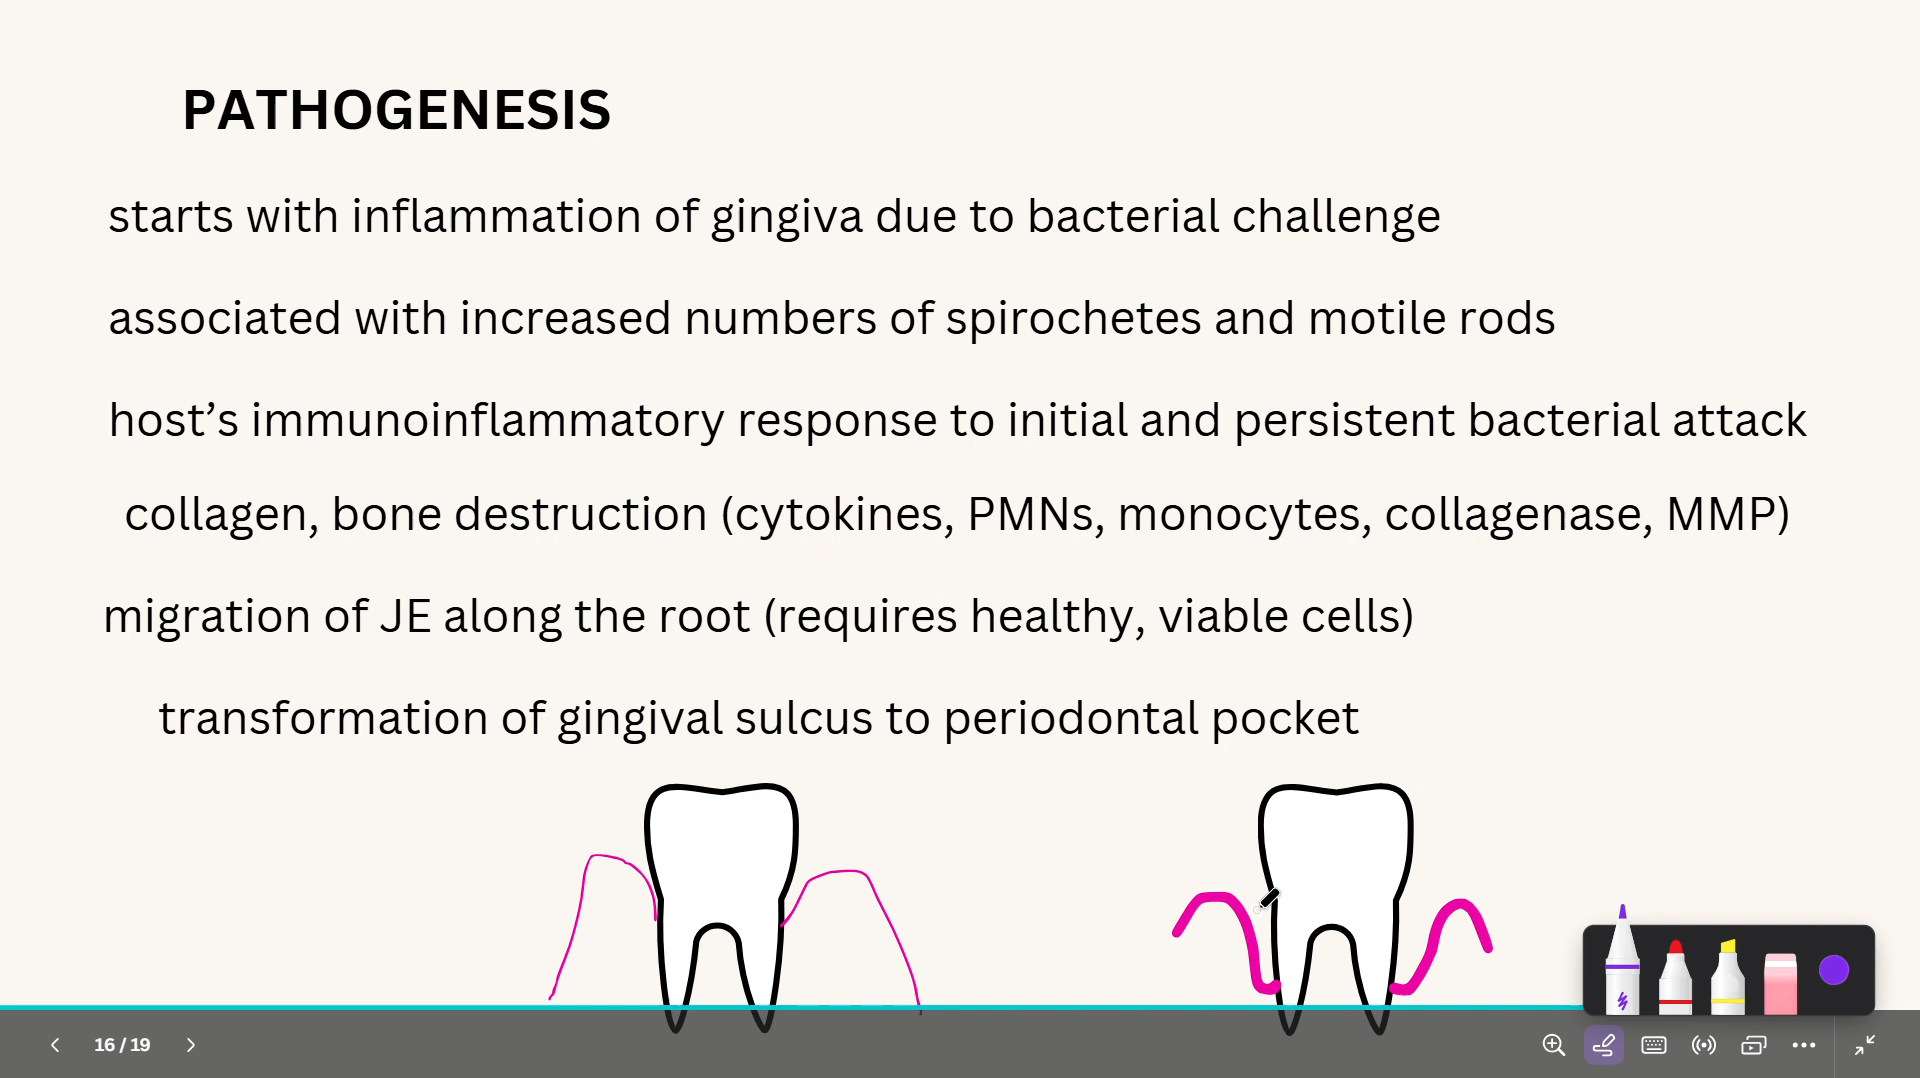 PATHOGENESIS
starts with inflammation of gingiva due to bacterial challenge
associated with increased numbers of spirochetes and motile rods
host’s immunoinflammatory response to initial and persistent bacterial attack
collagen, bone destruction (cytokines, PMNs, monocytes, collagenase, MMP)
migration of JE along the root (requires healthy, viable cells)
transformation of gingival sulcus to periodontal pocket
16 / 19